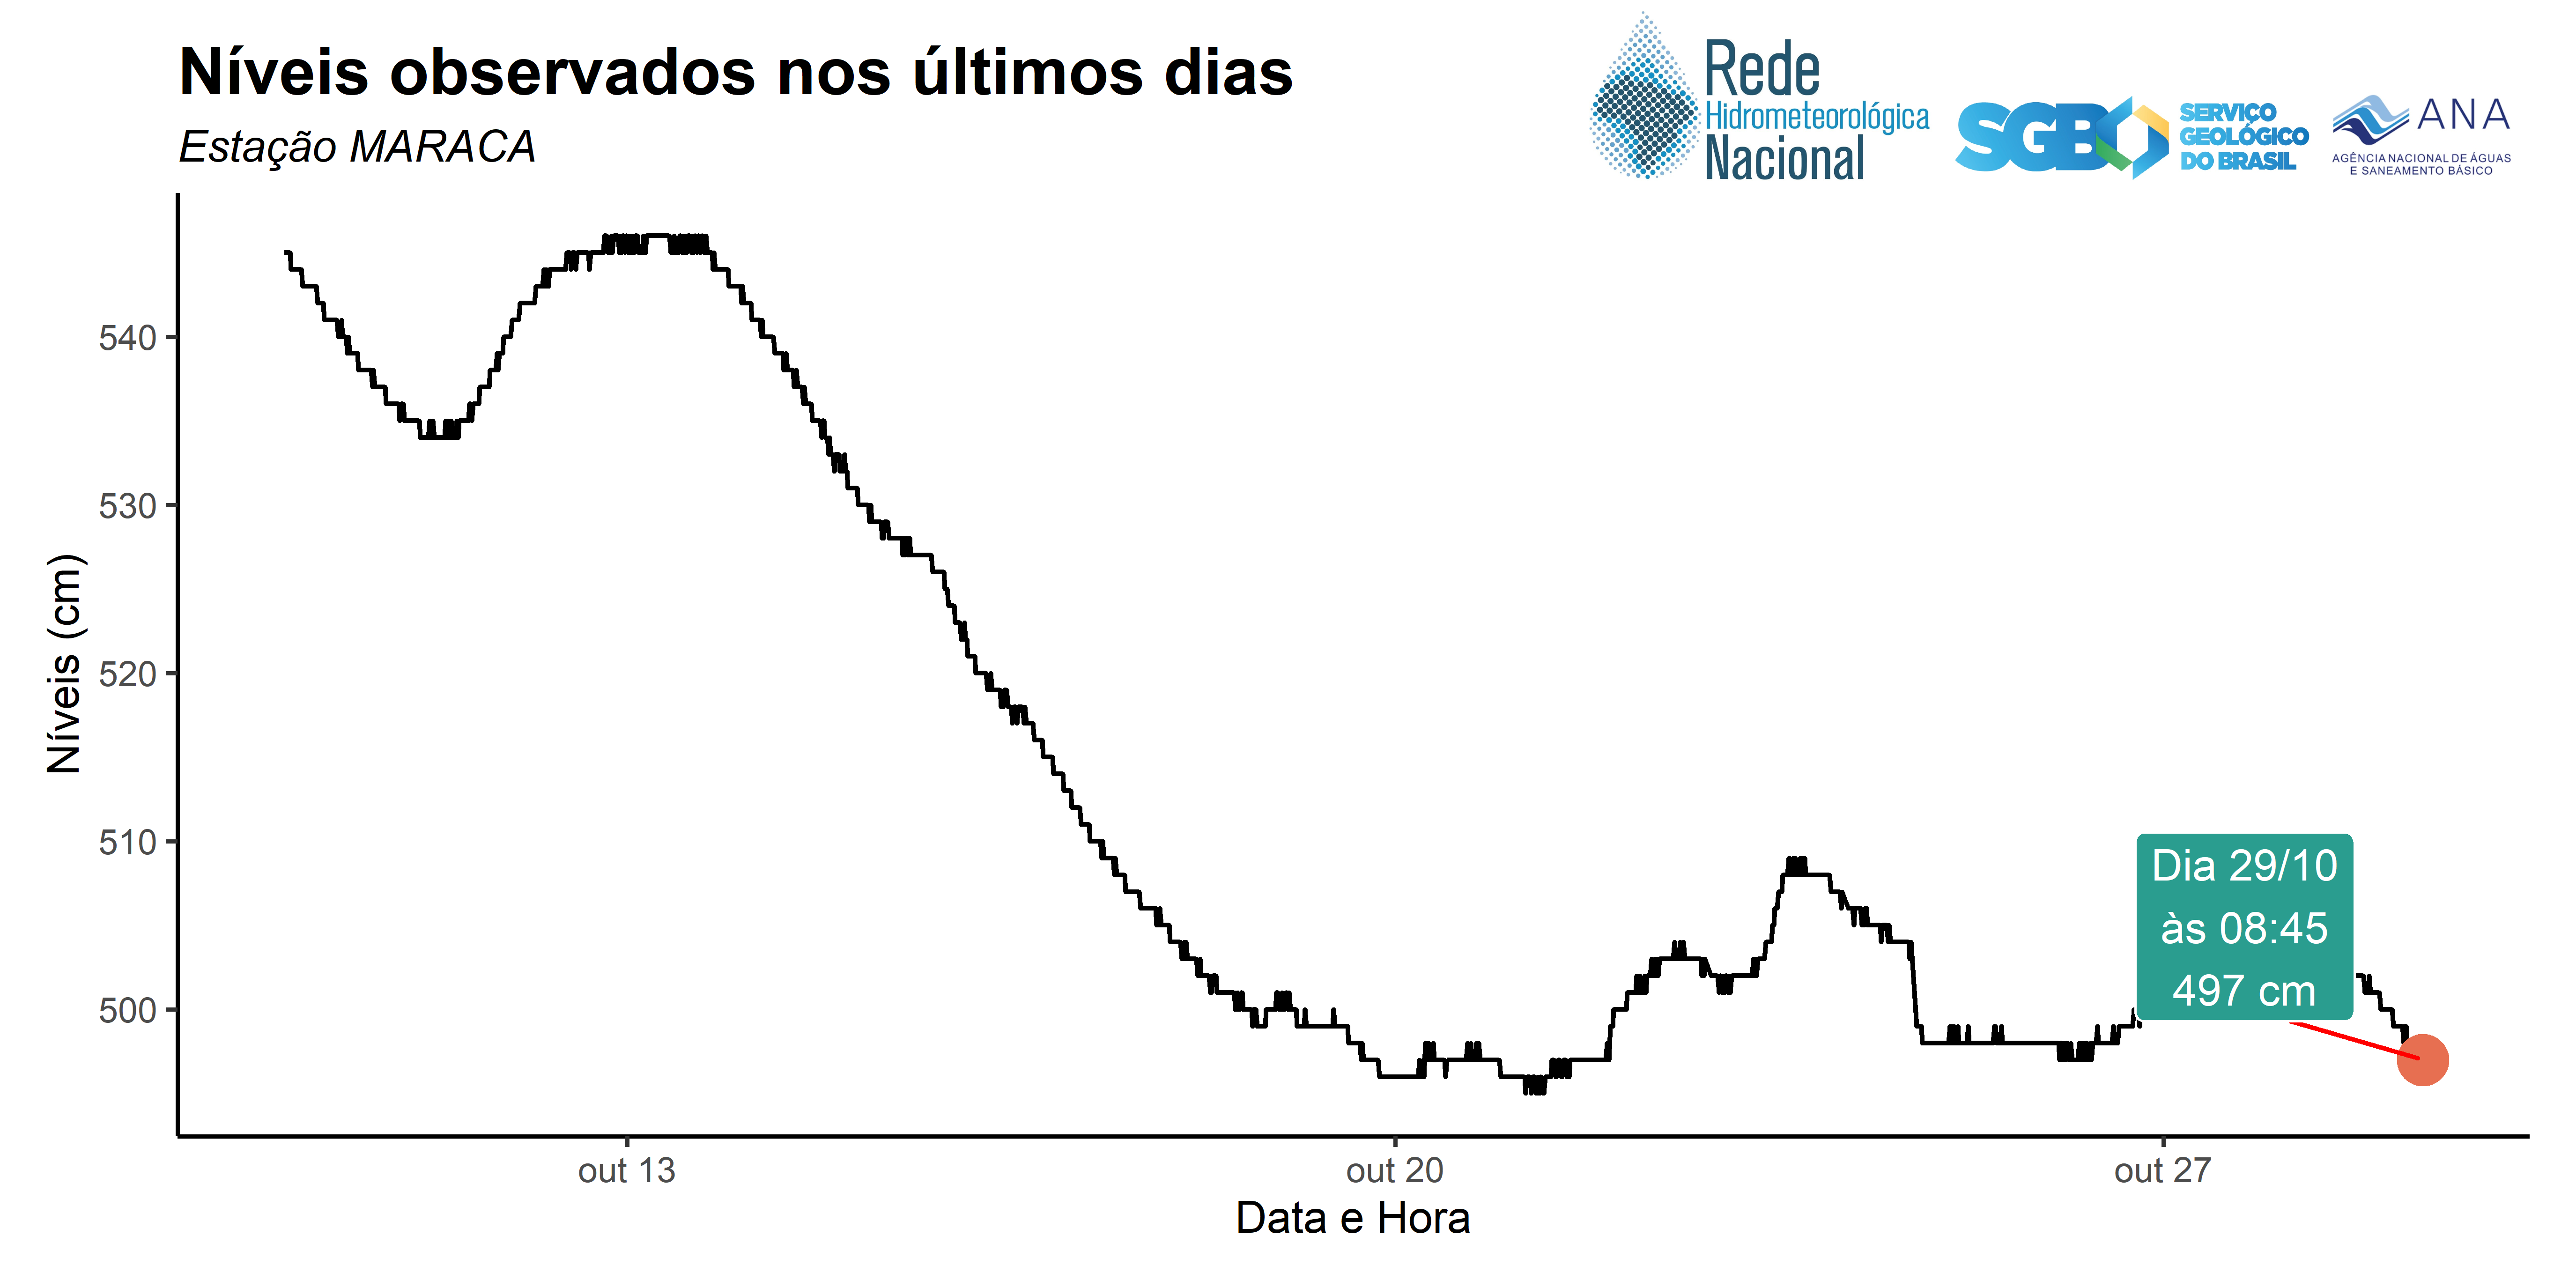 Níveis observados nos últimos dias
Estação MARACA
Rede
Hidrometeorológica
Nacional
SGB
SERVIÇO
GEOLÓGICO
DO BRASIL
ANA
AGÊNCIA NACIONAL DE ÁGUAS
E SANEAMENTO BÁSICO
Níveis (cm)
540
530
520
510
500
Dia 29/10
às 08:45
497 cm
out 13
out 20
out 27
Data e Hora